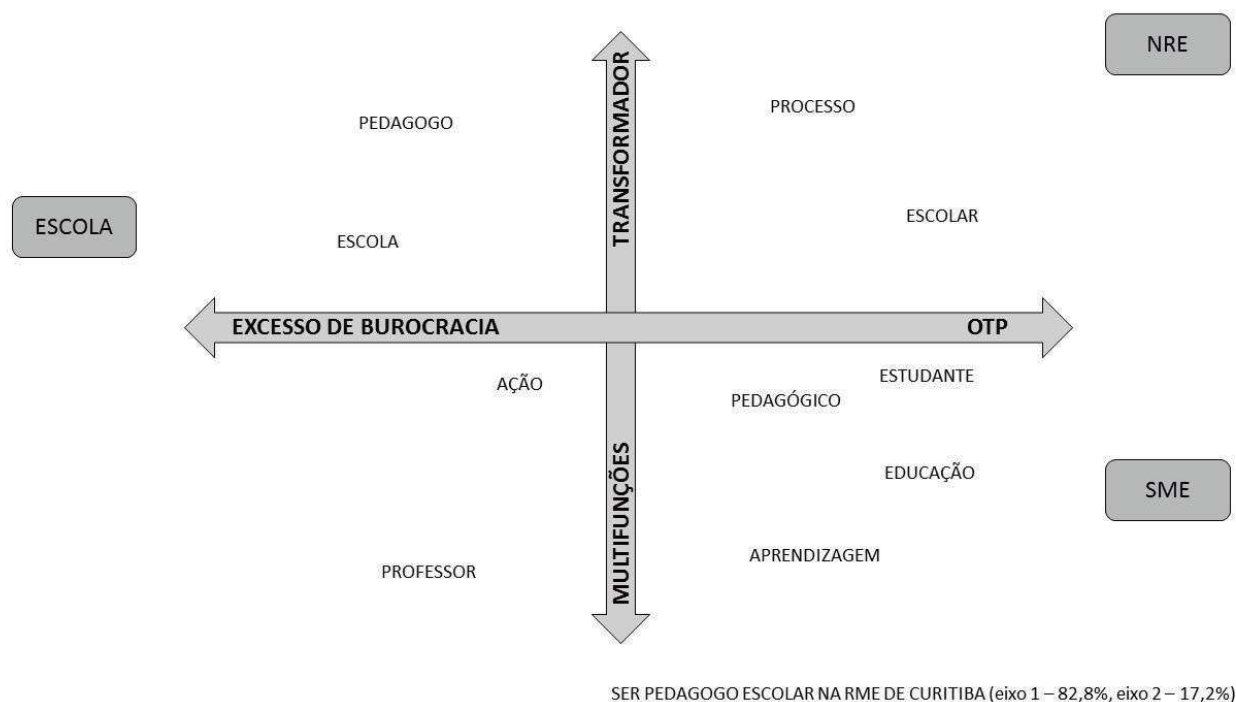 NRE
TRANSFORMADOR
PROCESSO
PEDAGOGO
ESCOLA
ESCOLAR
ESCOLA
EXCESSO DE BUROCRACIA
OTP
AÇÃO
ESTUDANTE
PEDAGÓGICO
MULTIFUNÇÕES
EDUCAÇÃO
SME
APRENDIZAGEM
PROFESSOR
SER PEDAGOGO ESCOLAR NA RME DE CURITIBA (eixo 1 – 82,8%, eixo 2 – 17,2%)